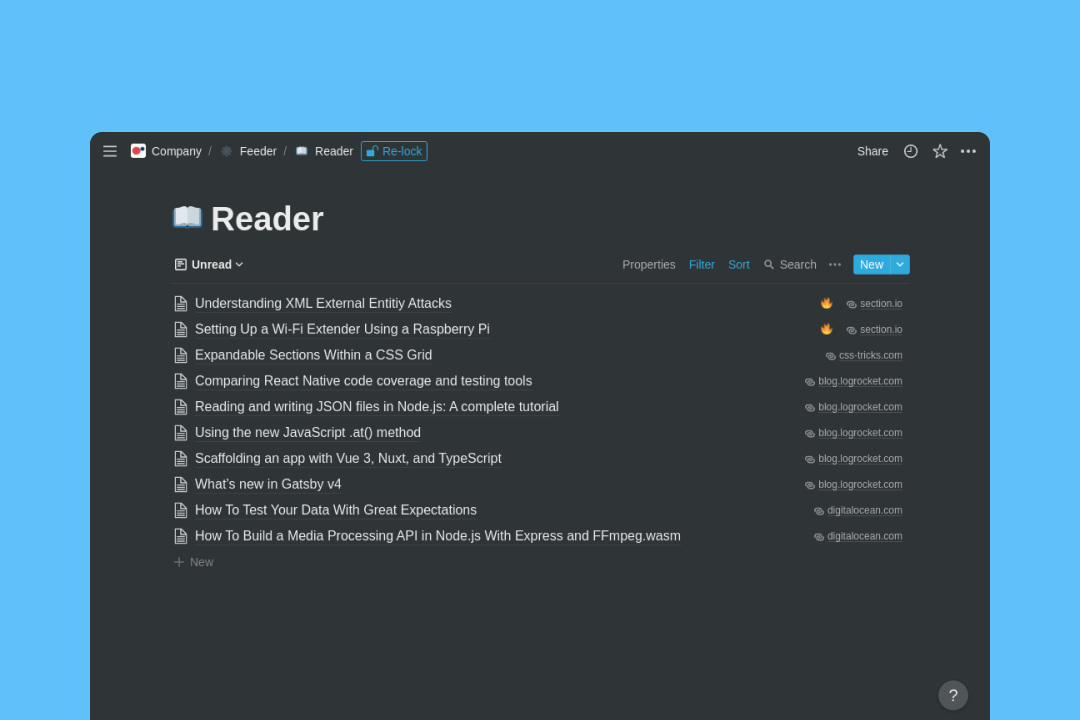 Company / Feeder / Reader Re-lock Share
Reader
Unread Properties Filter Sort Search New
Understanding XML External Entitiy Attacks section.io
Setting Up a Wi-Fi Extender Using a Raspberry Pi section.io
Expandable Sections Within a CSS Grid css-tricks.com
Comparing React Native code coverage and testing tools blog.logrocket.com
Reading and writing JSON files in Node.js: A complete tutorial blog.logrocket.com
Using the new JavaScript .at() method blog.logrocket.com
Scaffolding an app with Vue 3, Nuxt, and TypeScript blog.logrocket.com
What's new in Gatsby v4 blog.logrocket.com
How To Test Your Data With Great Expectations digitalocean.com
How To Build a Media Processing API in Node.js With Express and FFmpeg.wasm digitalocean.com
New
?